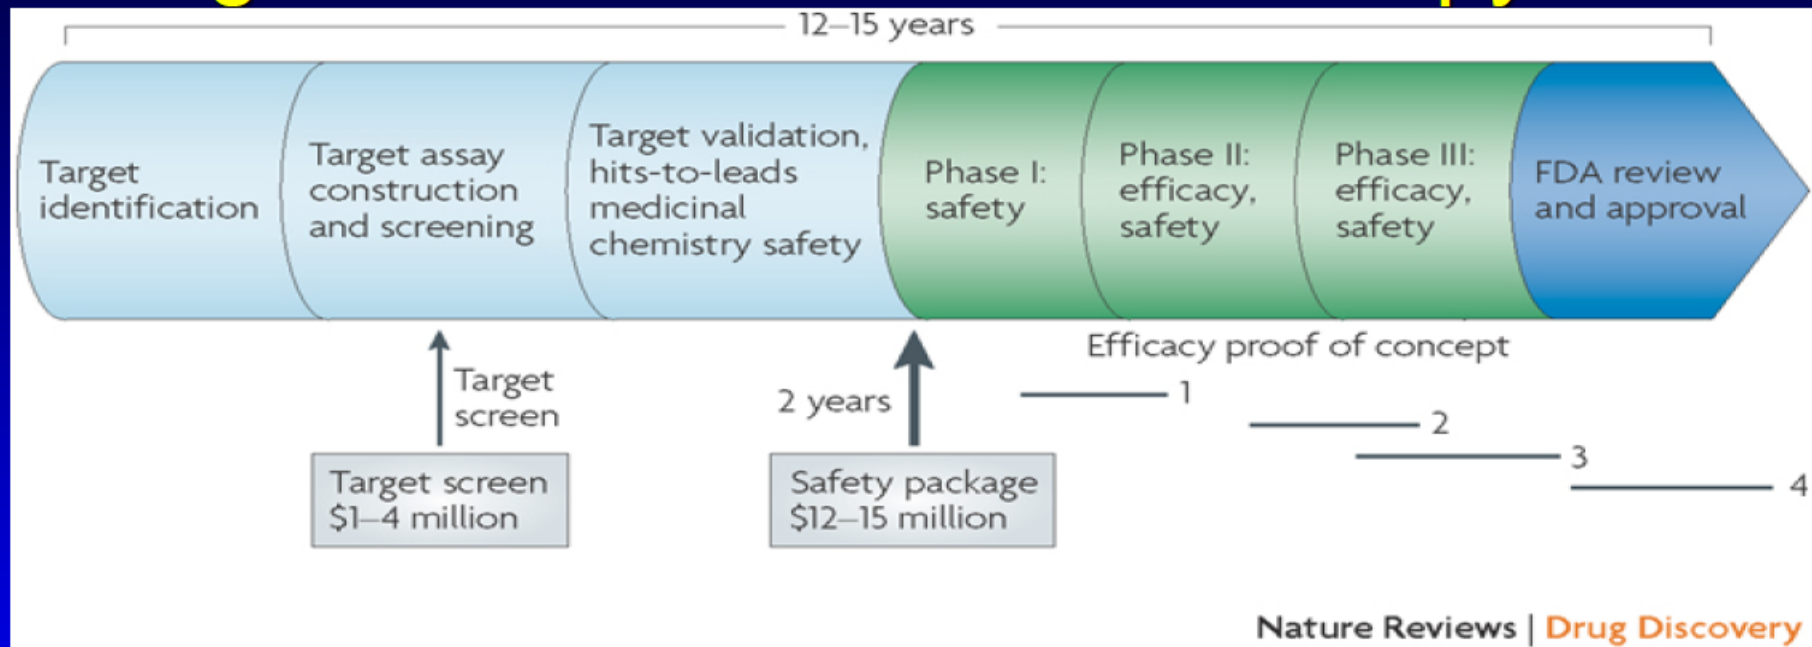 12–15 years
Target
identification
Target assay
construction
and screening
Target validation,
hits-to-leads
medicinal
chemistry safety
Phase I:
safety
Phase II:
efficacy,
safety
Phase III:
efficacy,
safety
FDA review
and approval
Efficacy proof of concept
Target
screen
2 years
1
2
3
4
Target screen
$1–4 million
Safety package
$12–15 million
Nature Reviews | Drug Discovery